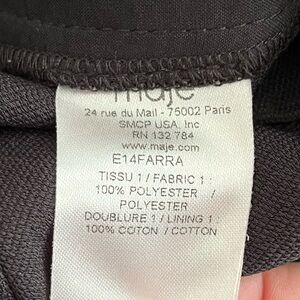 maje
24 rue du Mail - 75002 Paris
SMCP USA. Inc
RN 132 784
www.maje.com
E14FARRA
TISSU 1 / FABRIC 1 :
100% POLYESTER /
POLYESTER
DOUBLURE 1 / LINING 1 :
100% COTON / COTTON